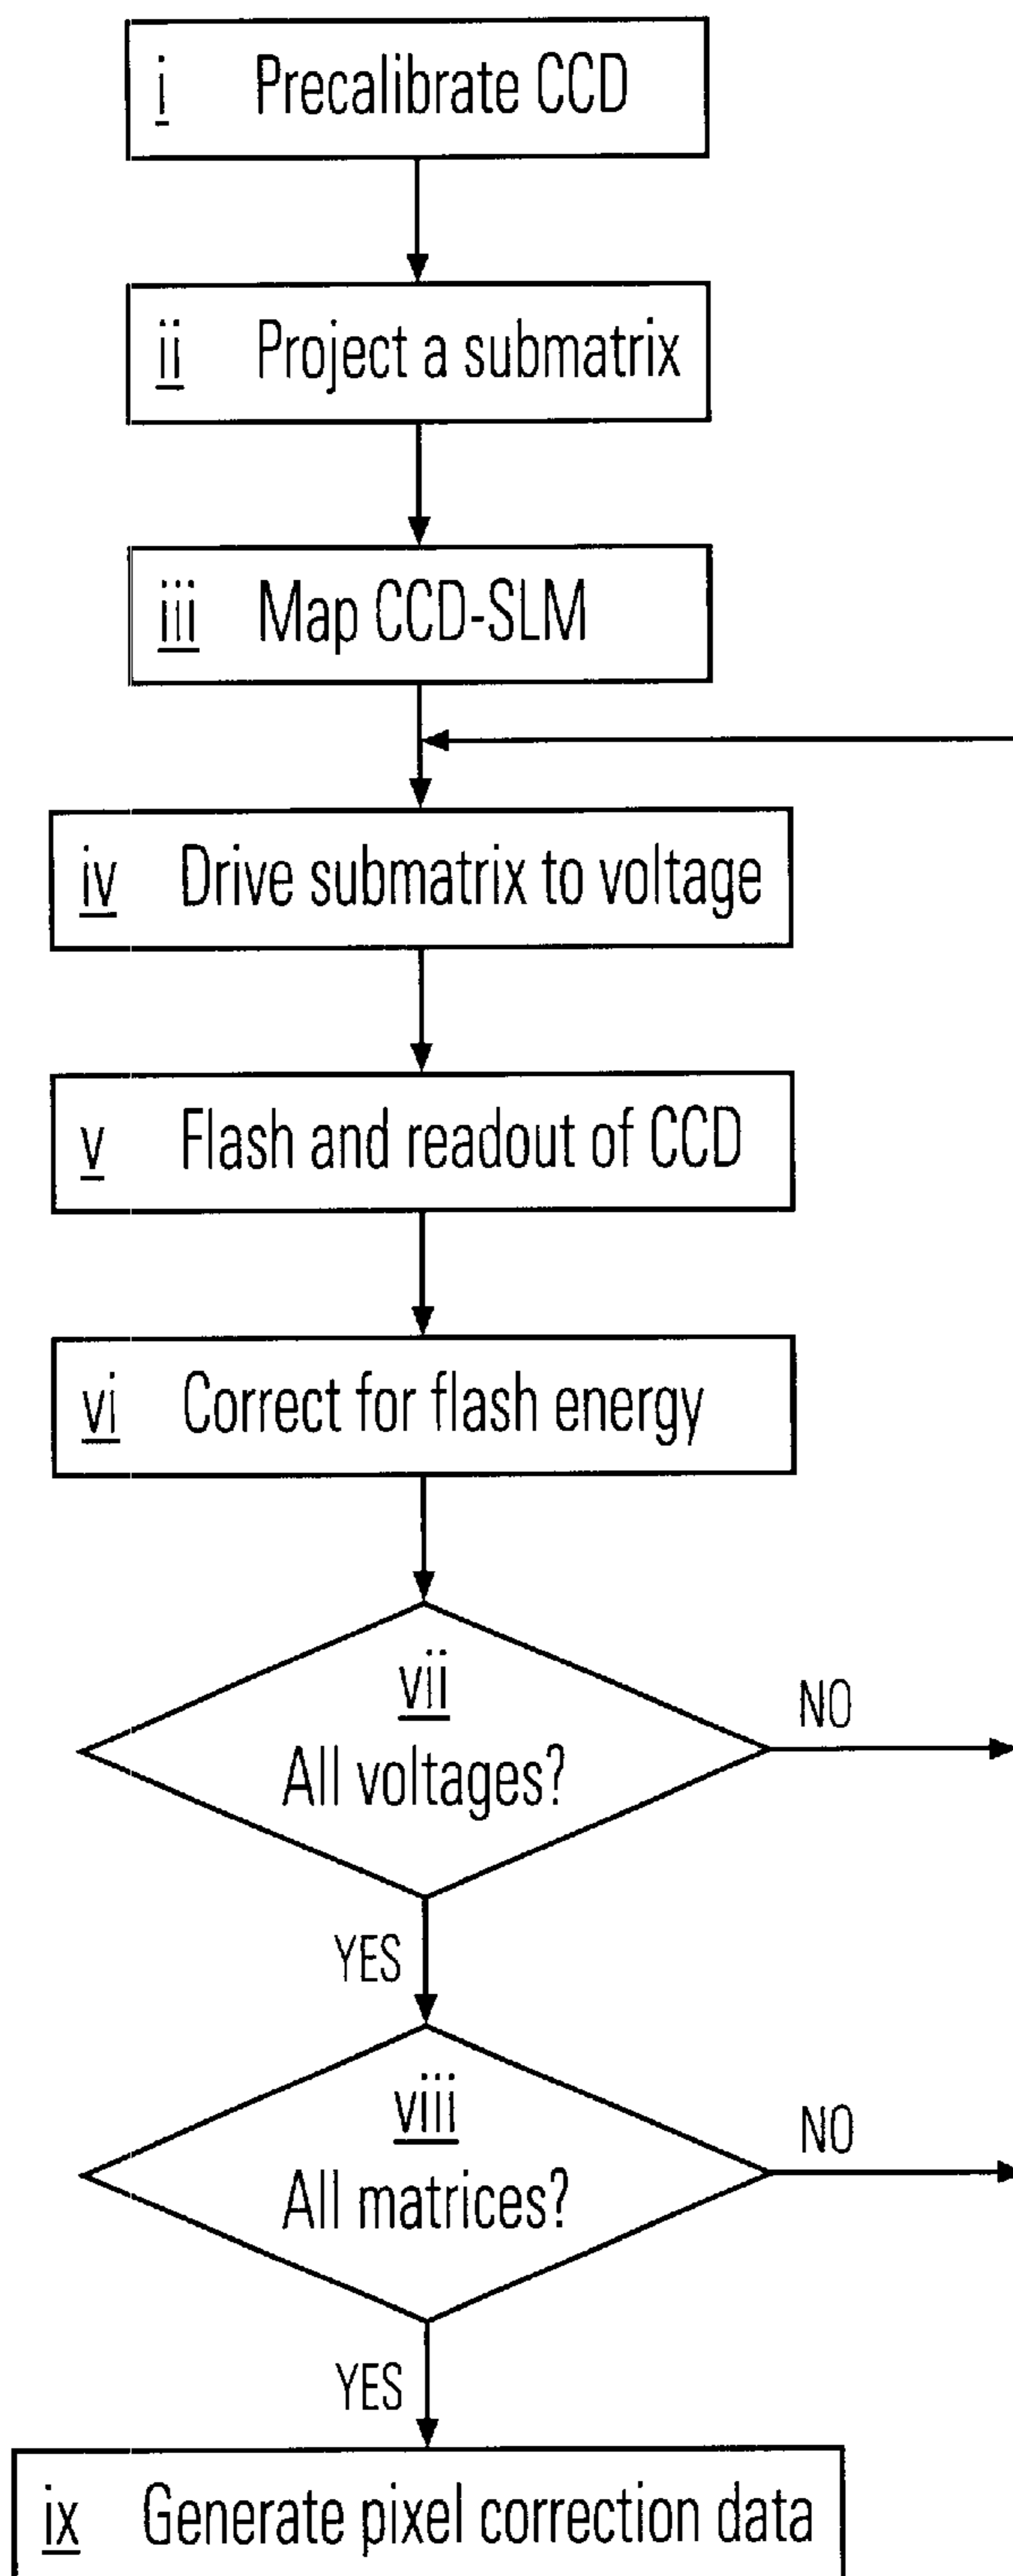 i Precalibrate CCD
ii Project a submatrix
iii Map CCD-SLM
iv Drive submatrix to voltage
v Flash and readout of CCD
vi Correct for flash energy
vii
All voltages?
NO
YES
viii
All matrices?
NO
YES
ix Generate pixel correction data